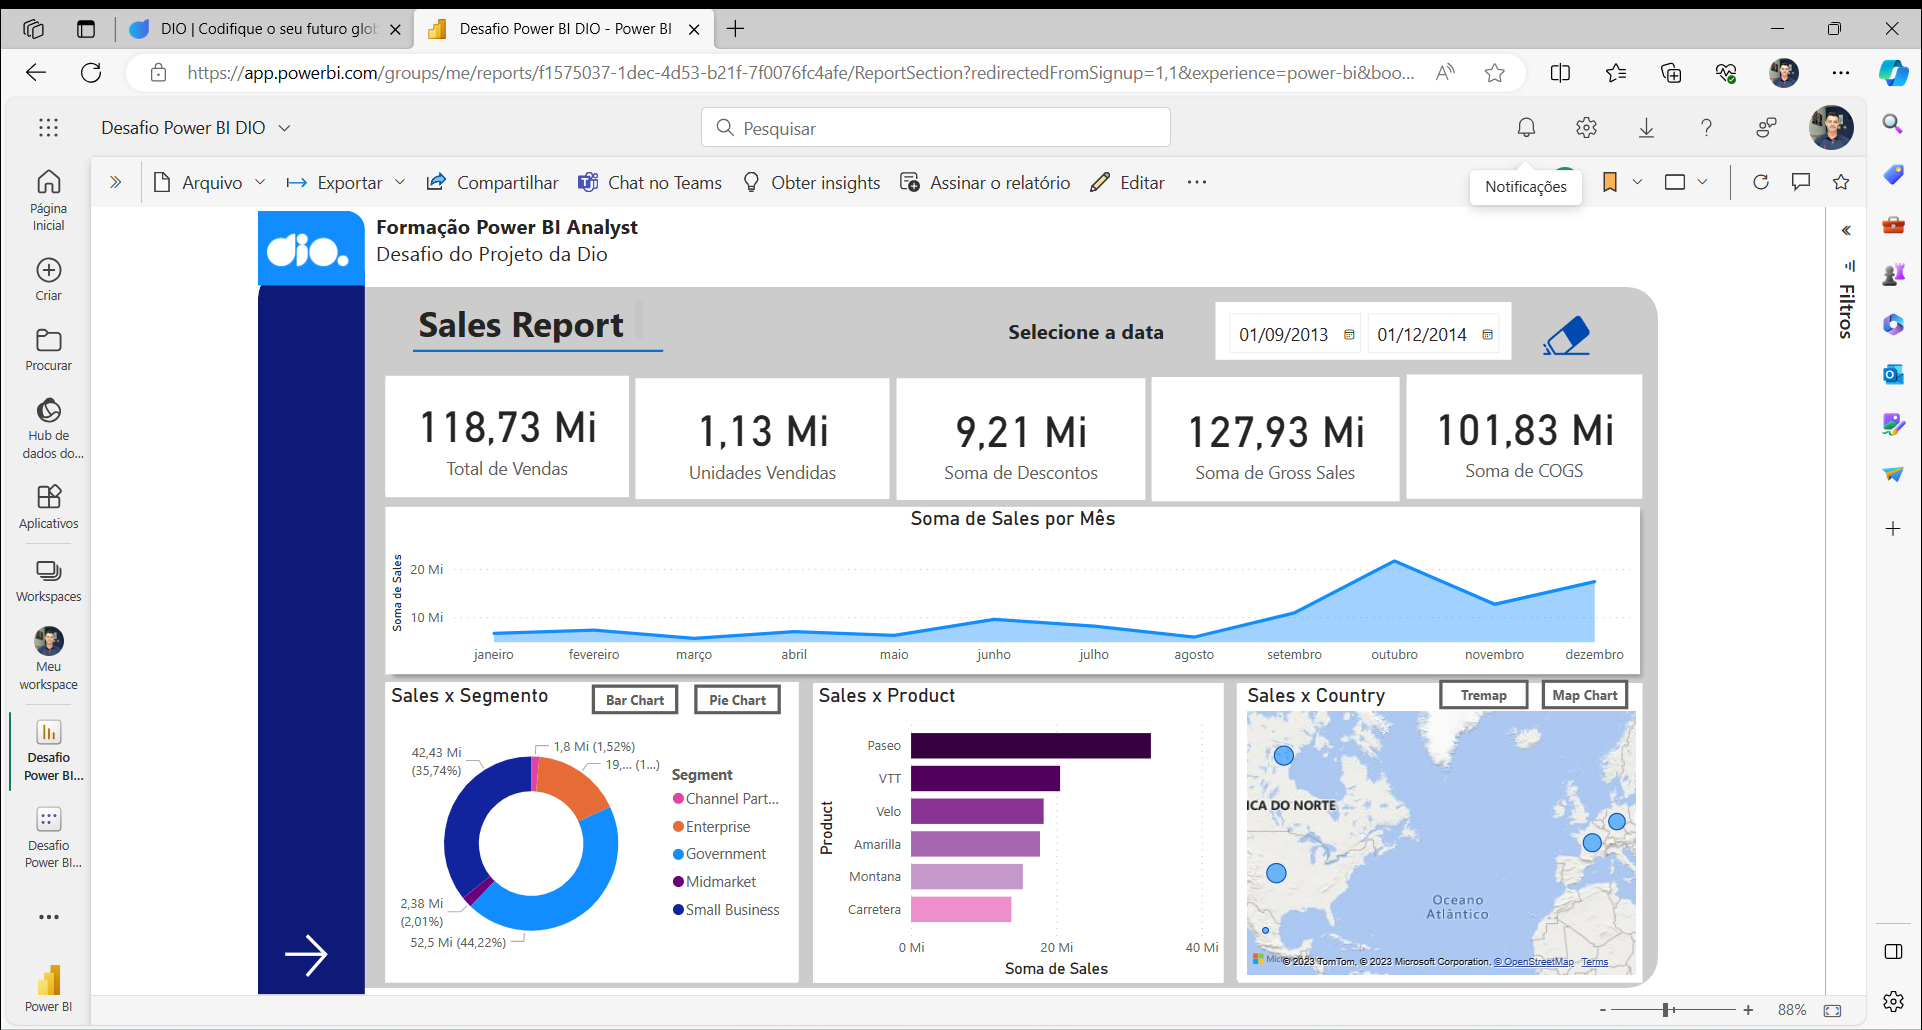 DIO | Codifique o seu futuro glob
Desafio Power BI DIO - Power BI
https://app.powerbi.com/groups/me/reports/f1575037-1dec-4d53-b21f-7f0076fc4afe/ReportSection?redirectedFromSignup=1,1&experience=power-bi&boo...
Desafio Power BI DIO
Pesquisar
Arquivo
Exportar
Compartilhar
Chat no Teams
Obter insights
Assinar o relatório
Editar
Notificações
Página
Inicial
Criar
Procurar
Hub de
dados do...
Aplicativos
Workspaces
Meu
workspace
Desafio
Power BI...
Desafio
Power BI...
Power BI
dio.
Formação Power BI Analyst
Desafio do Projeto da Dio
Filtros
Sales Report
Selecione a data
01/09/2013
01/12/2014
118,73 Mi
Total de Vendas
1,13 Mi
Unidades Vendidas
9,21 Mi
Soma de Descontos
127,93 Mi
Soma de Gross Sales
101,83 Mi
Soma de COGS
Soma de Sales por Mês
Soma de Sales
20 Mi
10 Mi
janeiro
fevereiro
março
abril
maio
junho
julho
agosto
setembro
outubro
novembro
dezembro
Sales x Segmento
Bar Chart
Pie Chart
42,43 Mi
(35,74%)
1,8 Mi (1,52%)
19,... (1...)
2,38 Mi
(2,01%)
52,5 Mi (44,22%)
Segment
Channel Part...
Enterprise
Government
Midmarket
Small Business
Sales x Product
Product
Paseo
VTT
Velo
Amarilla
Montana
Carretera
0 Mi
20 Mi
40 Mi
Soma de Sales
Sales x Country
Tremap
Map Chart
ICA DO NORTE
Oceano
Atlântico
© 2023 TomTom, © 2023 Microsoft Corporation, © OpenStreetMap Terms
- + 88%